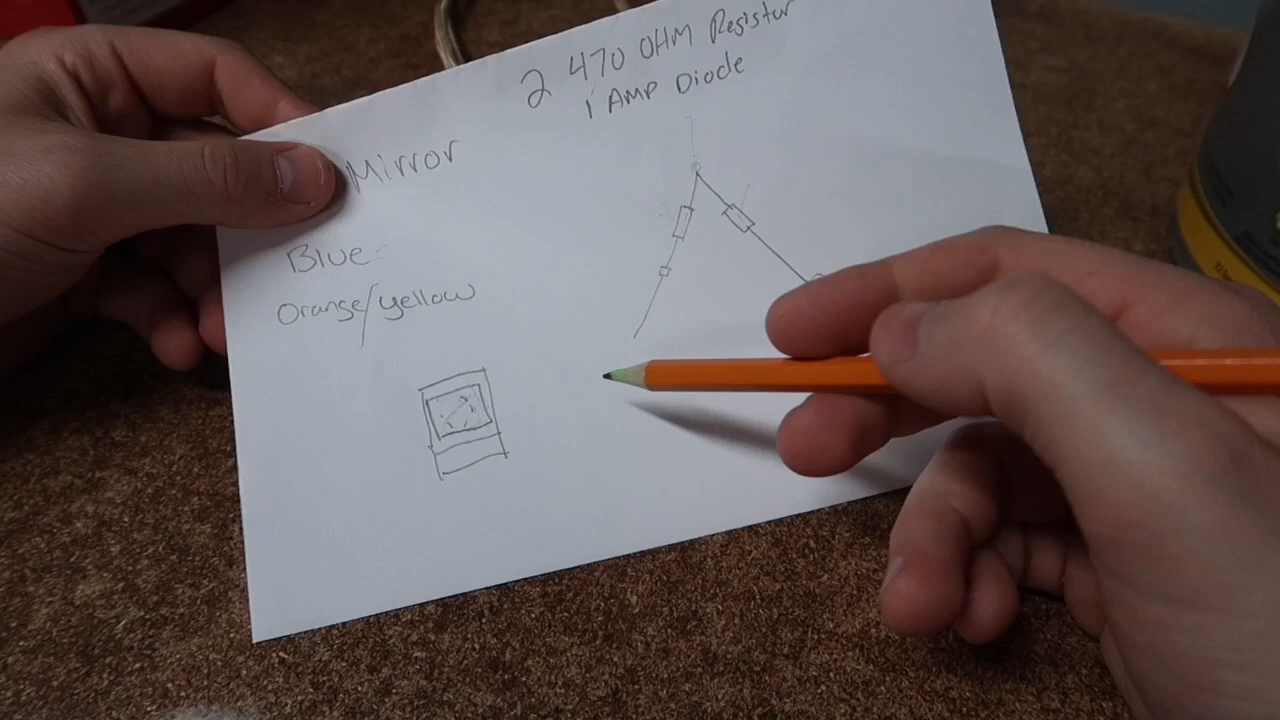 2 470 OHM Resistor
1 AMP Diode
Mirror
Blue
Orange/yellow